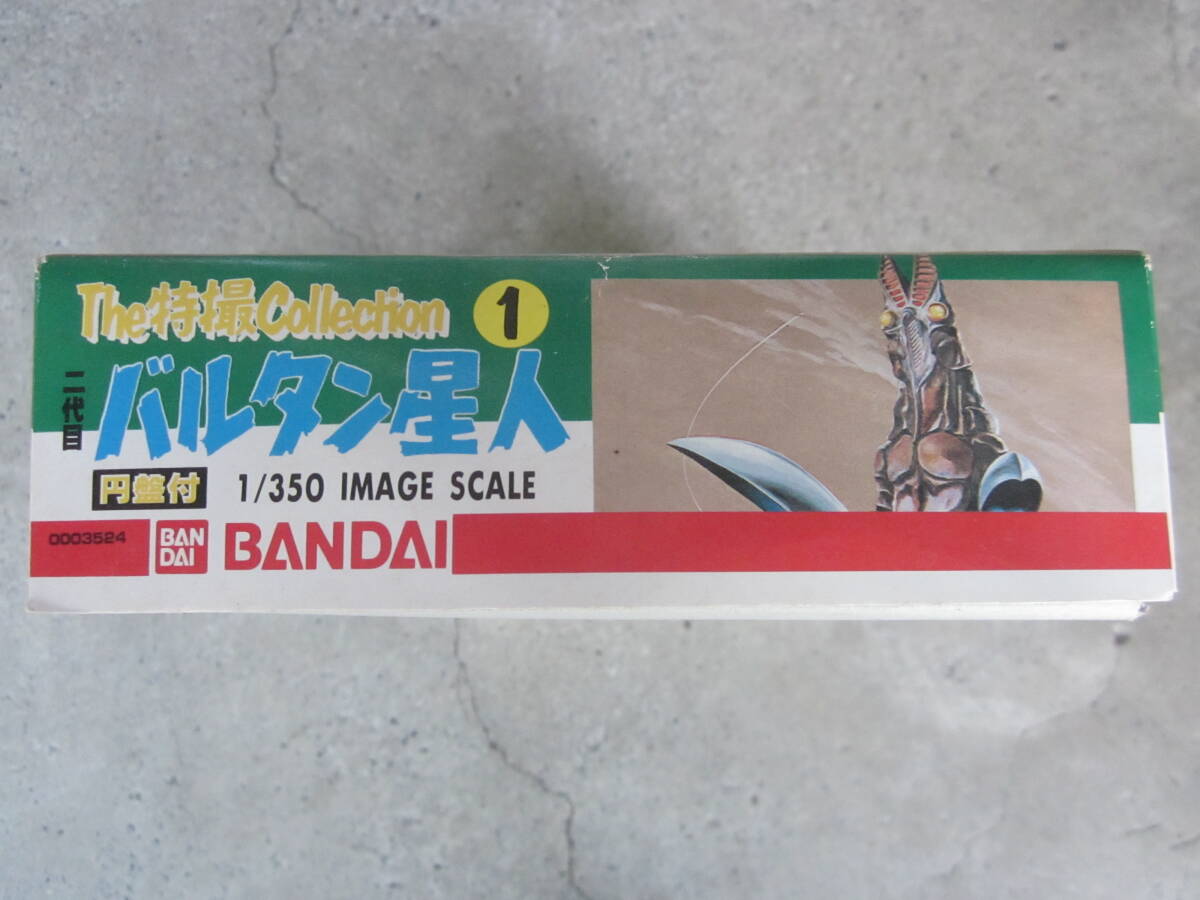 The特撮Collection 1
二代目
バルタン星人
円盤付 1/350 IMAGE SCALE
0003524 BAN DAI BANDAI